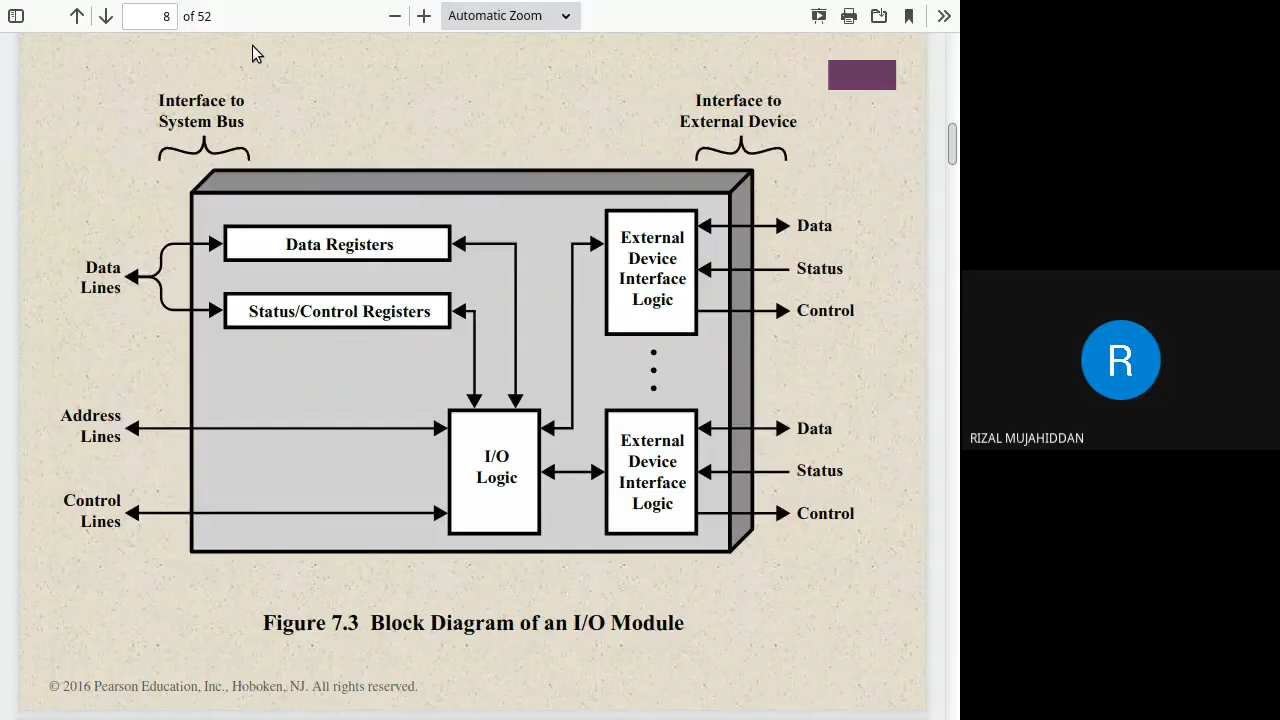 8 of 52
Automatic Zoom
Interface to
System Bus
Interface to
External Device
Data
Lines
Data Registers
Status/Control Registers
Address
Lines
Control
Lines
I/O
Logic
External
Device
Interface
Logic
Data
Status
Control
External
Device
Interface
Logic
Data
Status
Control
Figure 7.3 Block Diagram of an I/O Module
© 2016 Pearson Education, Inc., Hoboken, NJ. All rights reserved.
R
RIZAL MUJAHIDDAN